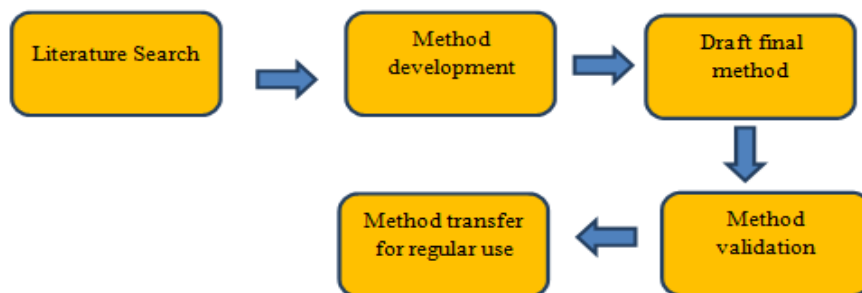 Literature Search
Method
development
Draft final
method
Method
validation
Method transfer
for regular use